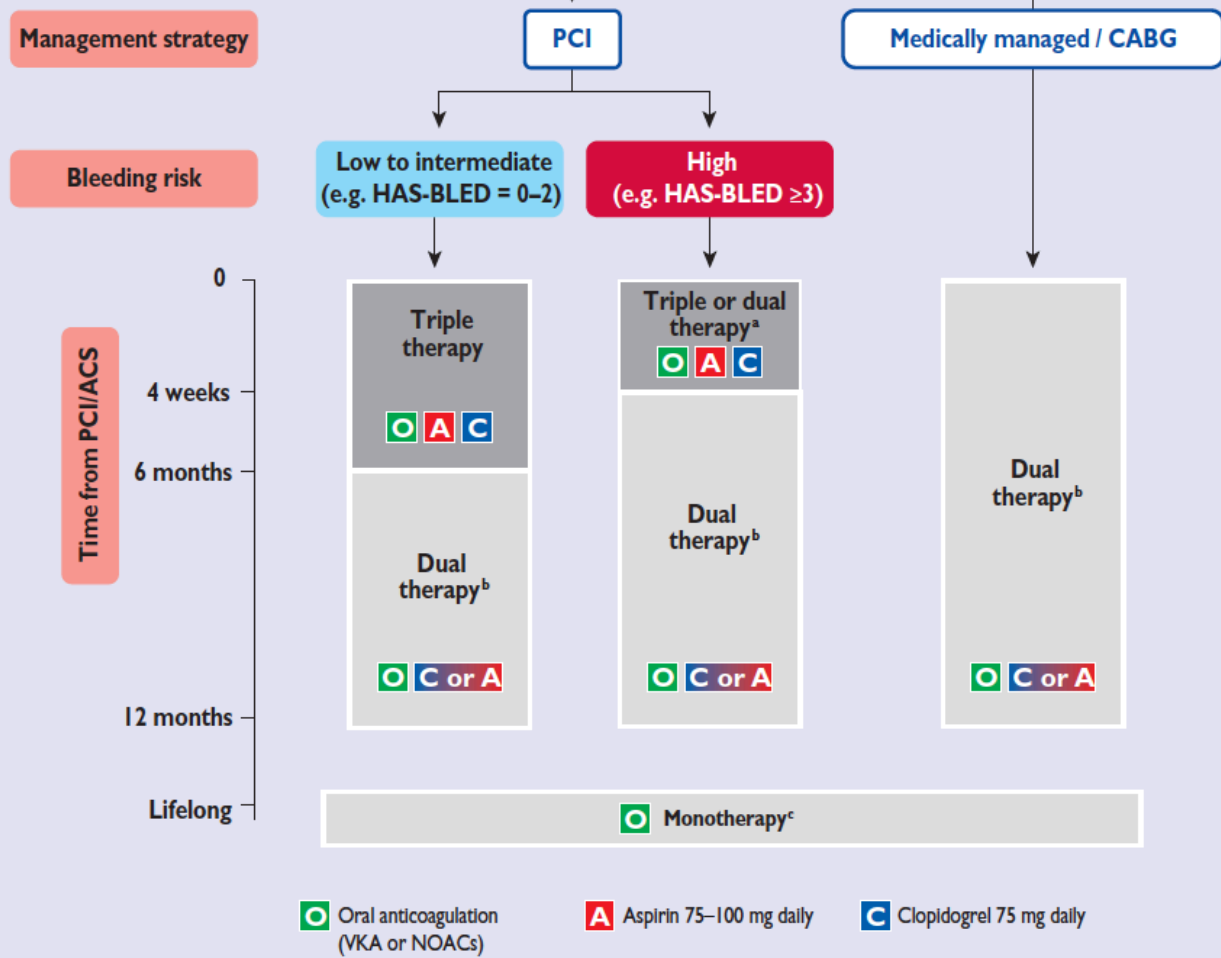 Management strategy
PCI
Medically managed / CABG
Bleeding risk
Low to intermediate
(e.g. HAS-BLED = 0–2)
High
(e.g. HAS-BLED ≥3)
Time from PCI/ACS
0
4 weeks
6 months
12 months
Lifelong
Triple
therapy
O A C
Dual
therapyᵇ
O C or A
Triple or dual
therapyᵃ
O A C
Dual
therapyᵇ
O C or A
Dual
therapyᵇ
O C or A
O Monotherapyᶜ
O Oral anticoagulation
(VKA or NOACs)
A Aspirin 75–100 mg daily
C Clopidogrel 75 mg daily